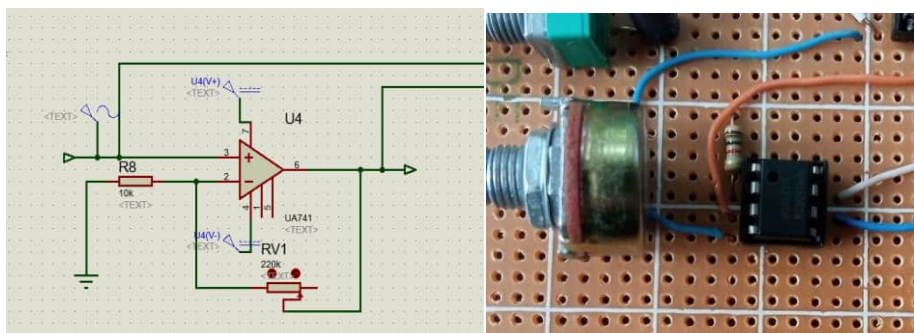 U4(V+)
<TEXT>
U4
7
<TEXT>
3
6
R8
2
10k
<TEXT>
4
1
5
UA741
<TEXT>
U4(V-)
<TEXT>
RV1
220k
<TEXT>